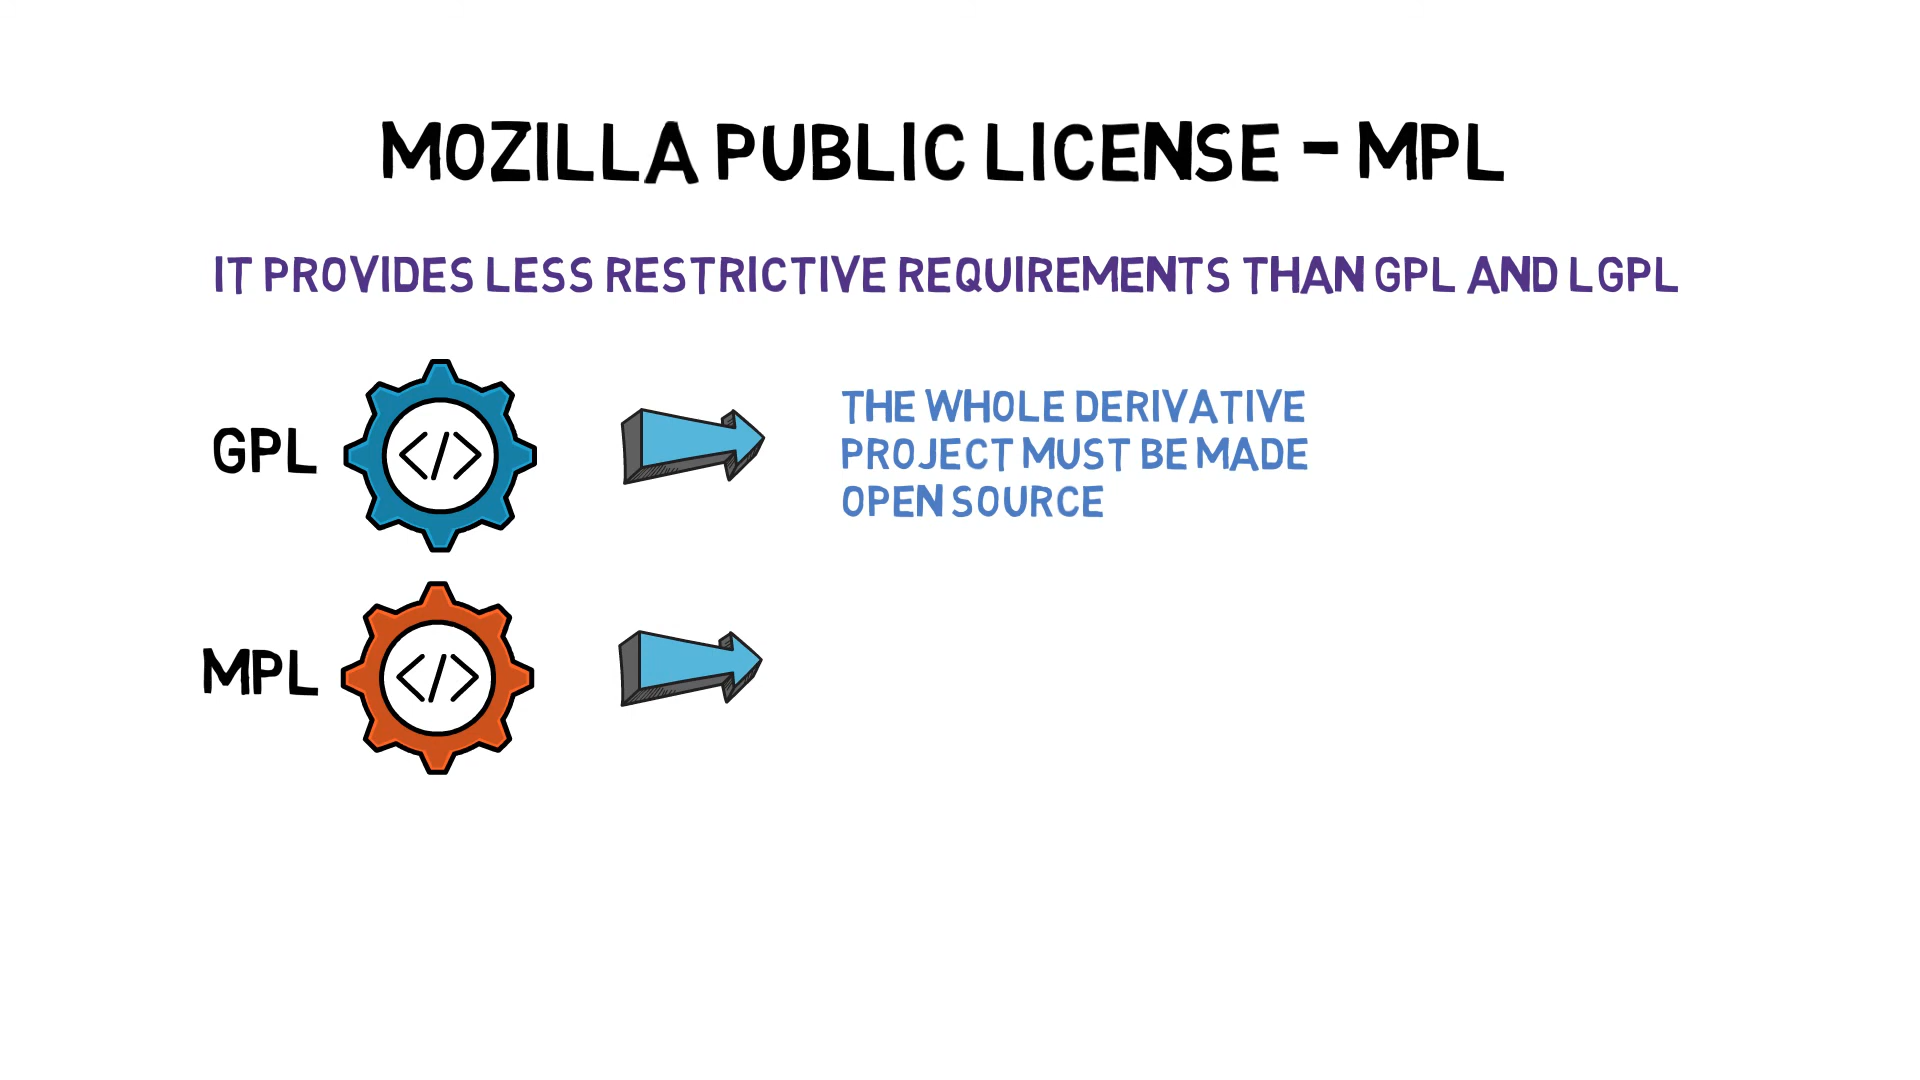 MOZILLA PUBLIC LICENSE - MPL
IT PROVIDES LESS RESTRICTIVE REQUIREMENTS THAN GPL AND LGPL
GPL
</>
THE WHOLE DERIVATIVE
PROJECT MUST BE MADE
OPEN SOURCE
MPL
</>